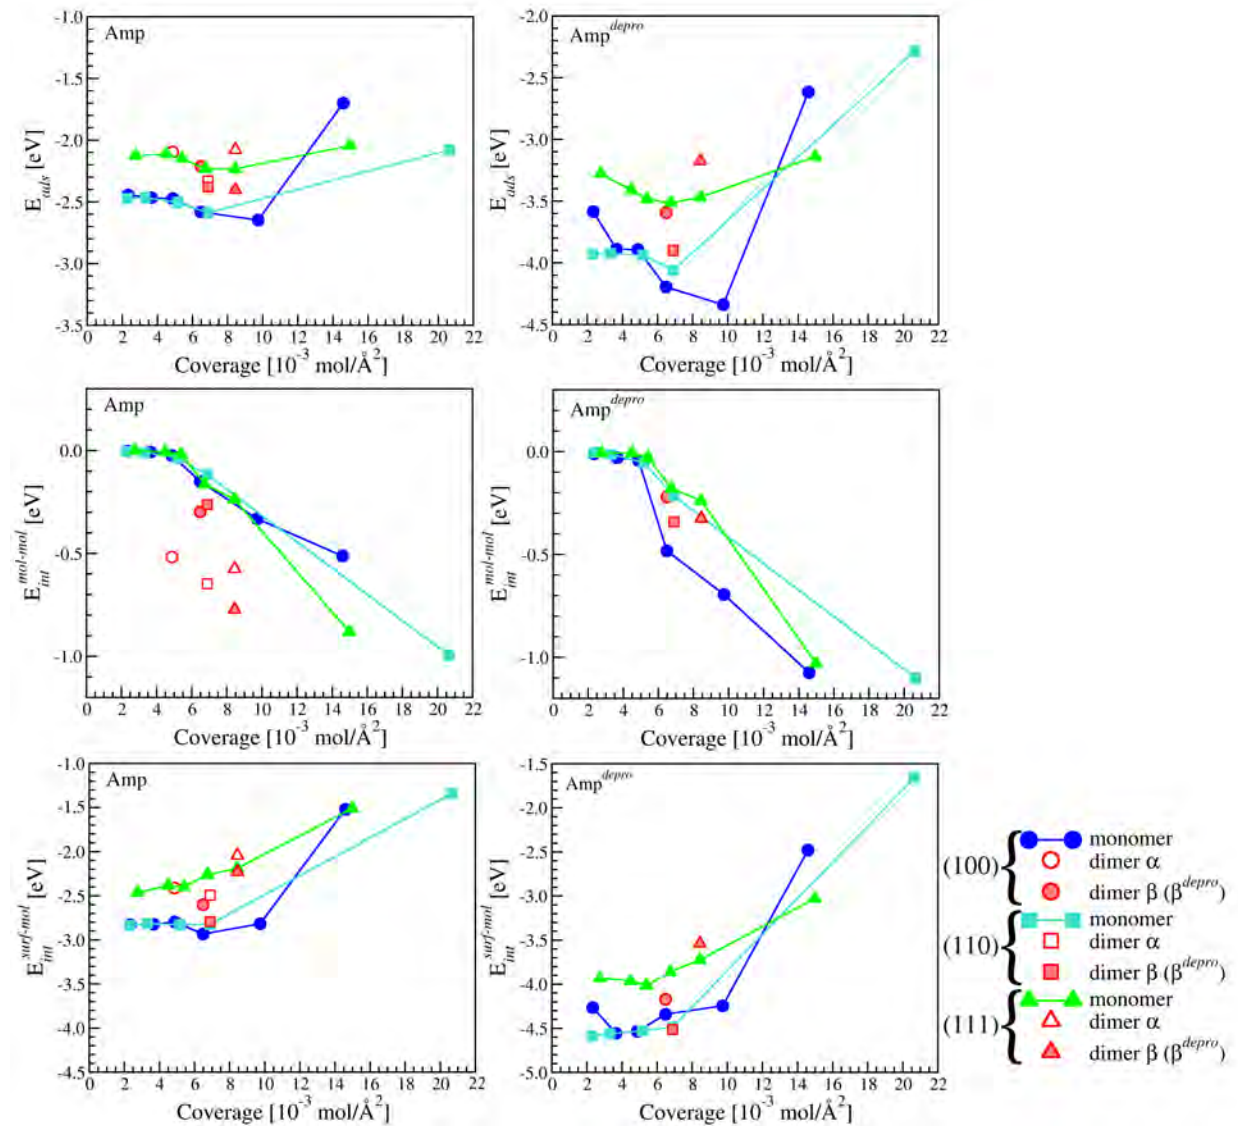 Amp
-1.0
-1.5
-2.0
-2.5
-3.0
-3.5
E_ads [eV]
0 2 4 6 8 10 12 14 16 18 20 22
Coverage [10^-3 mol/Å^2]
Amp^depro
-2.0
-2.5
-3.0
-3.5
-4.0
-4.5
E_ads [eV]
0 2 4 6 8 10 12 14 16 18 20 22
Coverage [10^-3 mol/Å^2]
Amp
0.0
-0.5
-1.0
E_int^mol-mol [eV]
0 2 4 6 8 10 12 14 16 18 20 22
Coverage [10^-3 mol/Å^2]
Amp^depro
0.0
-0.5
-1.0
E_int^mol-mol [eV]
0 2 4 6 8 10 12 14 16 18 20 22
Coverage [10^-3 mol/Å^2]
Amp
-1.0
-1.5
-2.0
-2.5
-3.0
-3.5
-4.0
-4.5
E_int^surf-mol [eV]
0 2 4 6 8 10 12 14 16 18 20 22
Coverage [10^-3 mol/Å^2]
Amp^depro
-1.5
-2.0
-2.5
-3.0
-3.5
-4.0
-4.5
-5.0
E_int^surf-mol [eV]
0 2 4 6 8 10 12 14 16 18 20 22
Coverage [10^-3 mol/Å^2]
(100)
monomer
dimer α
dimer β (β^depro)
(110)
monomer
dimer α
dimer β (β^depro)
(111)
monomer
dimer α
dimer β (β^depro)